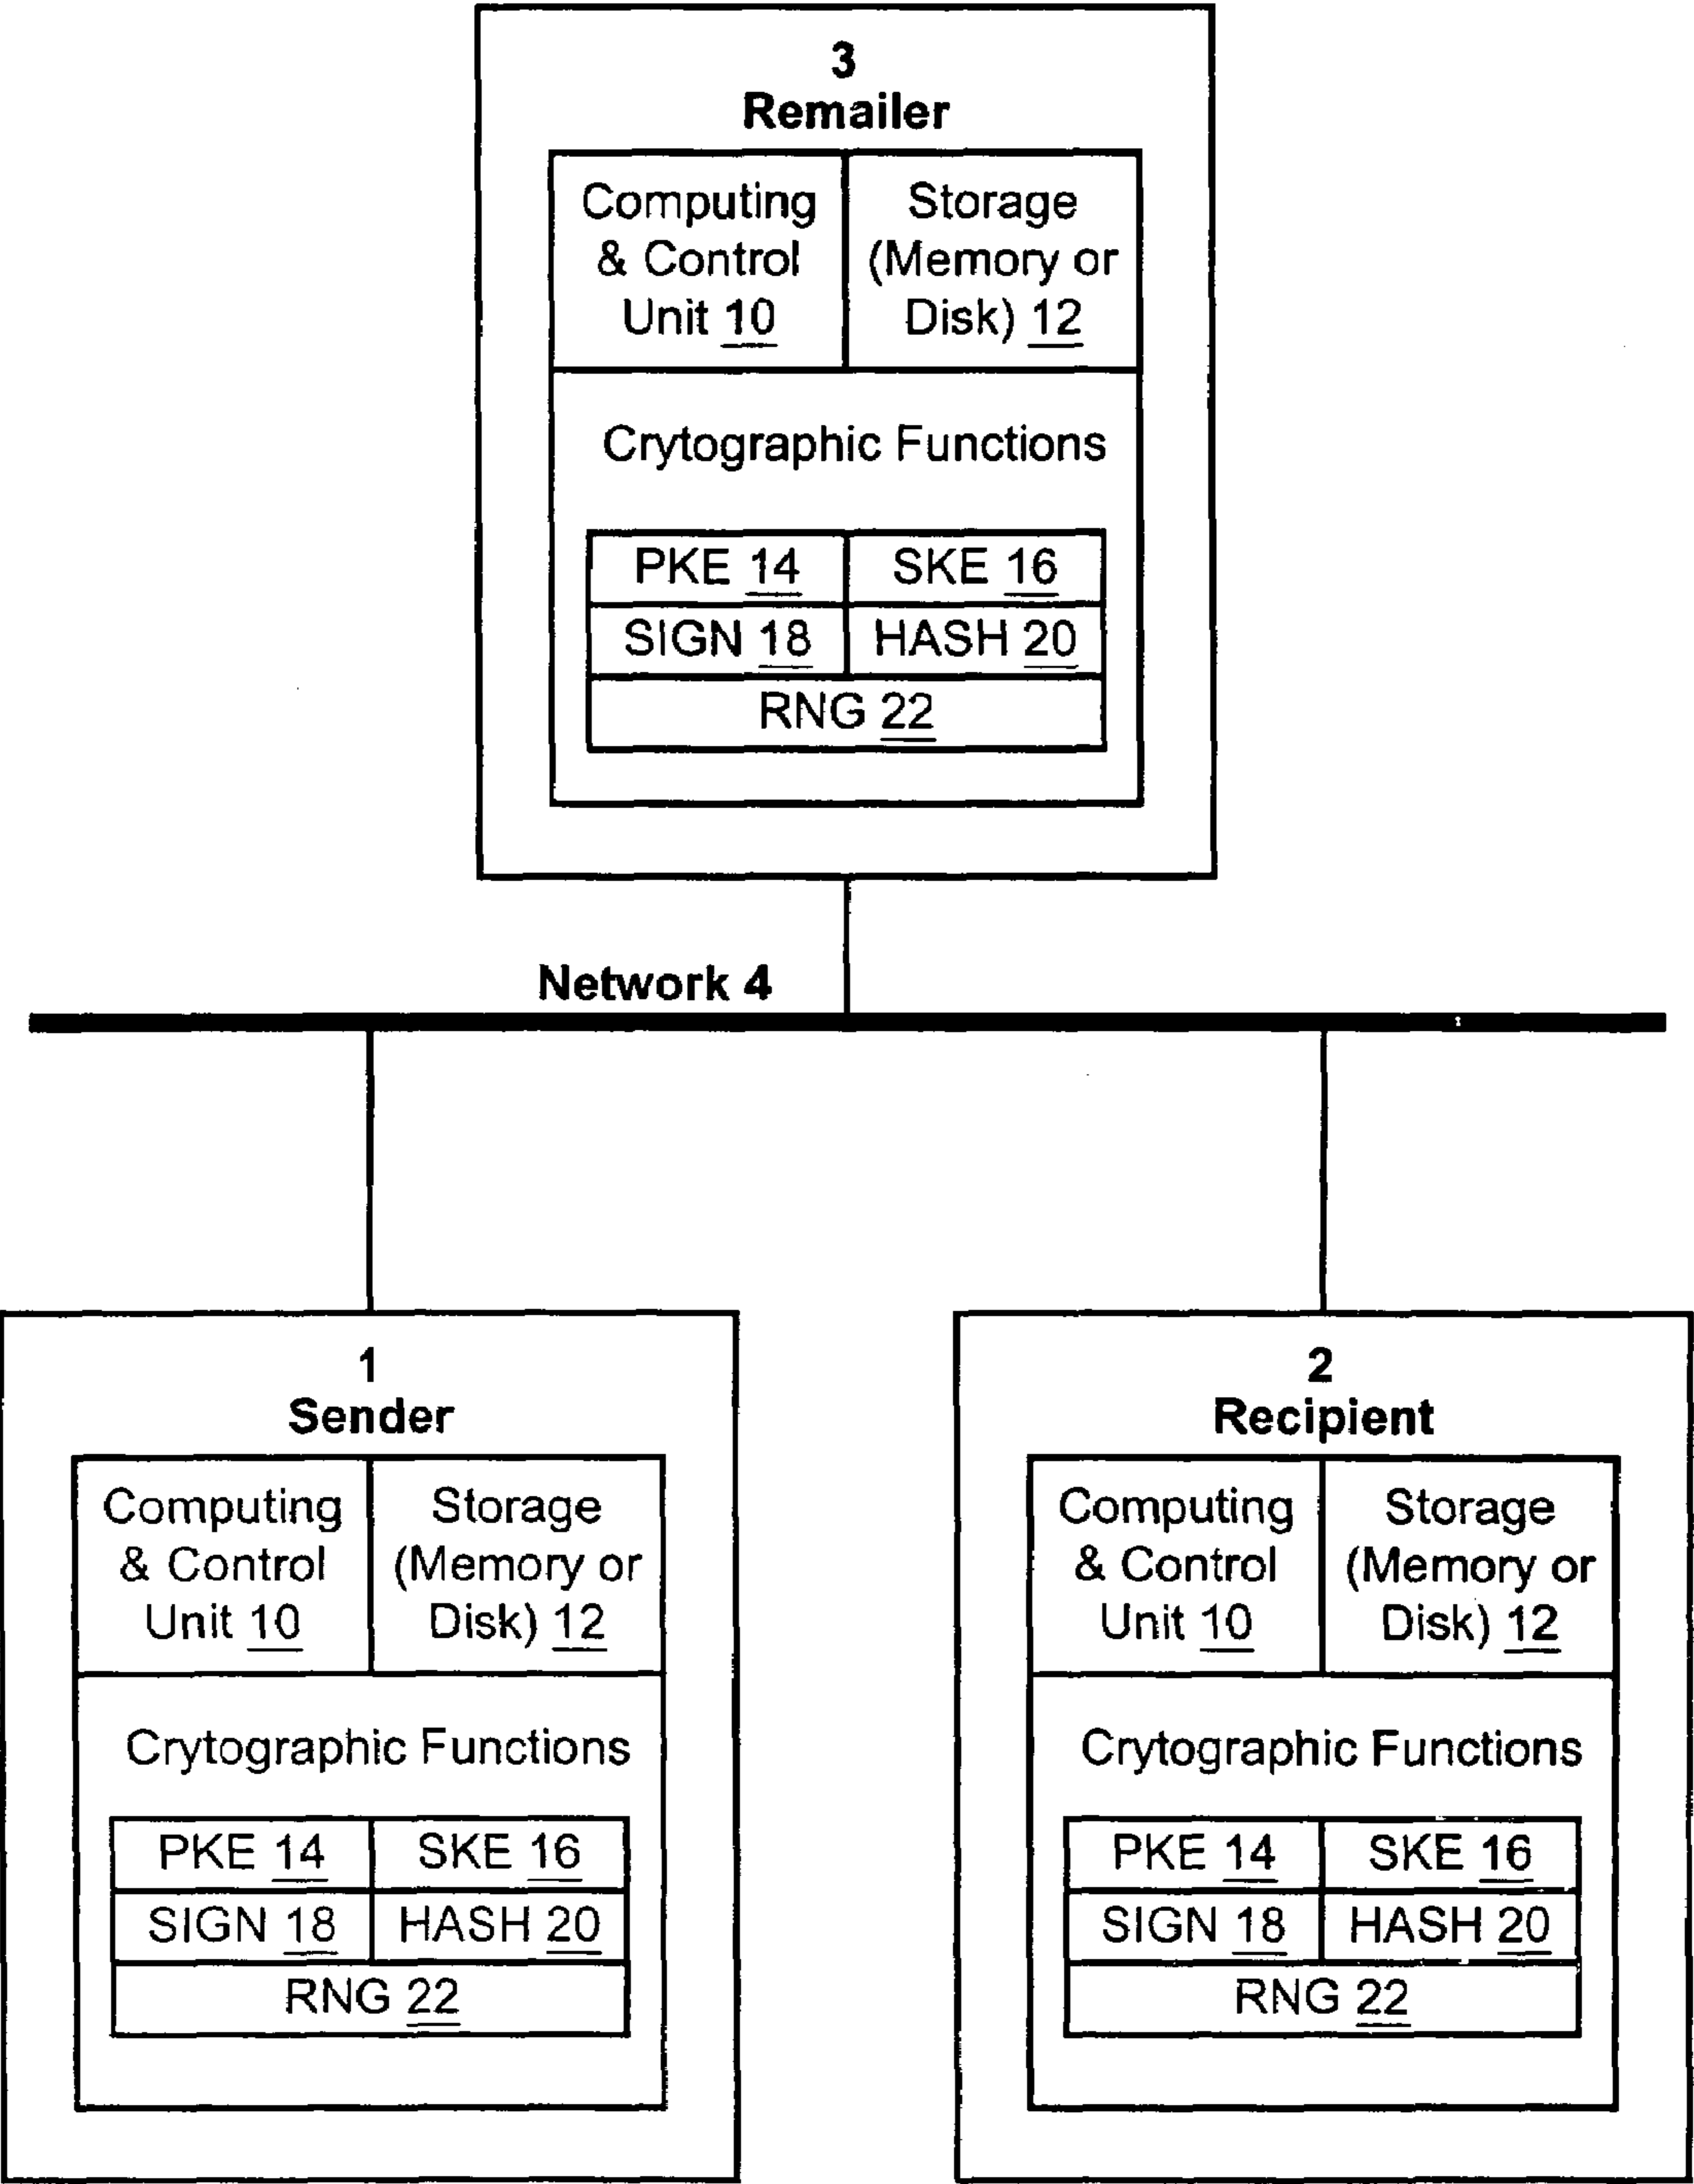 3
Remailer
Computing
& Control
Unit 10
Storage
(Memory or
Disk) 12
Crytographic Functions
PKE 14
SKE 16
SIGN 18
HASH 20
RNG 22
Network 4
1
Sender
Computing
& Control
Unit 10
Storage
(Memory or
Disk) 12
Crytographic Functions
PKE 14
SKE 16
SIGN 18
HASH 20
RNG 22
2
Recipient
Computing
& Control
Unit 10
Storage
(Memory or
Disk) 12
Crytographic Functions
PKE 14
SKE 16
SIGN 18
HASH 20
RNG 22